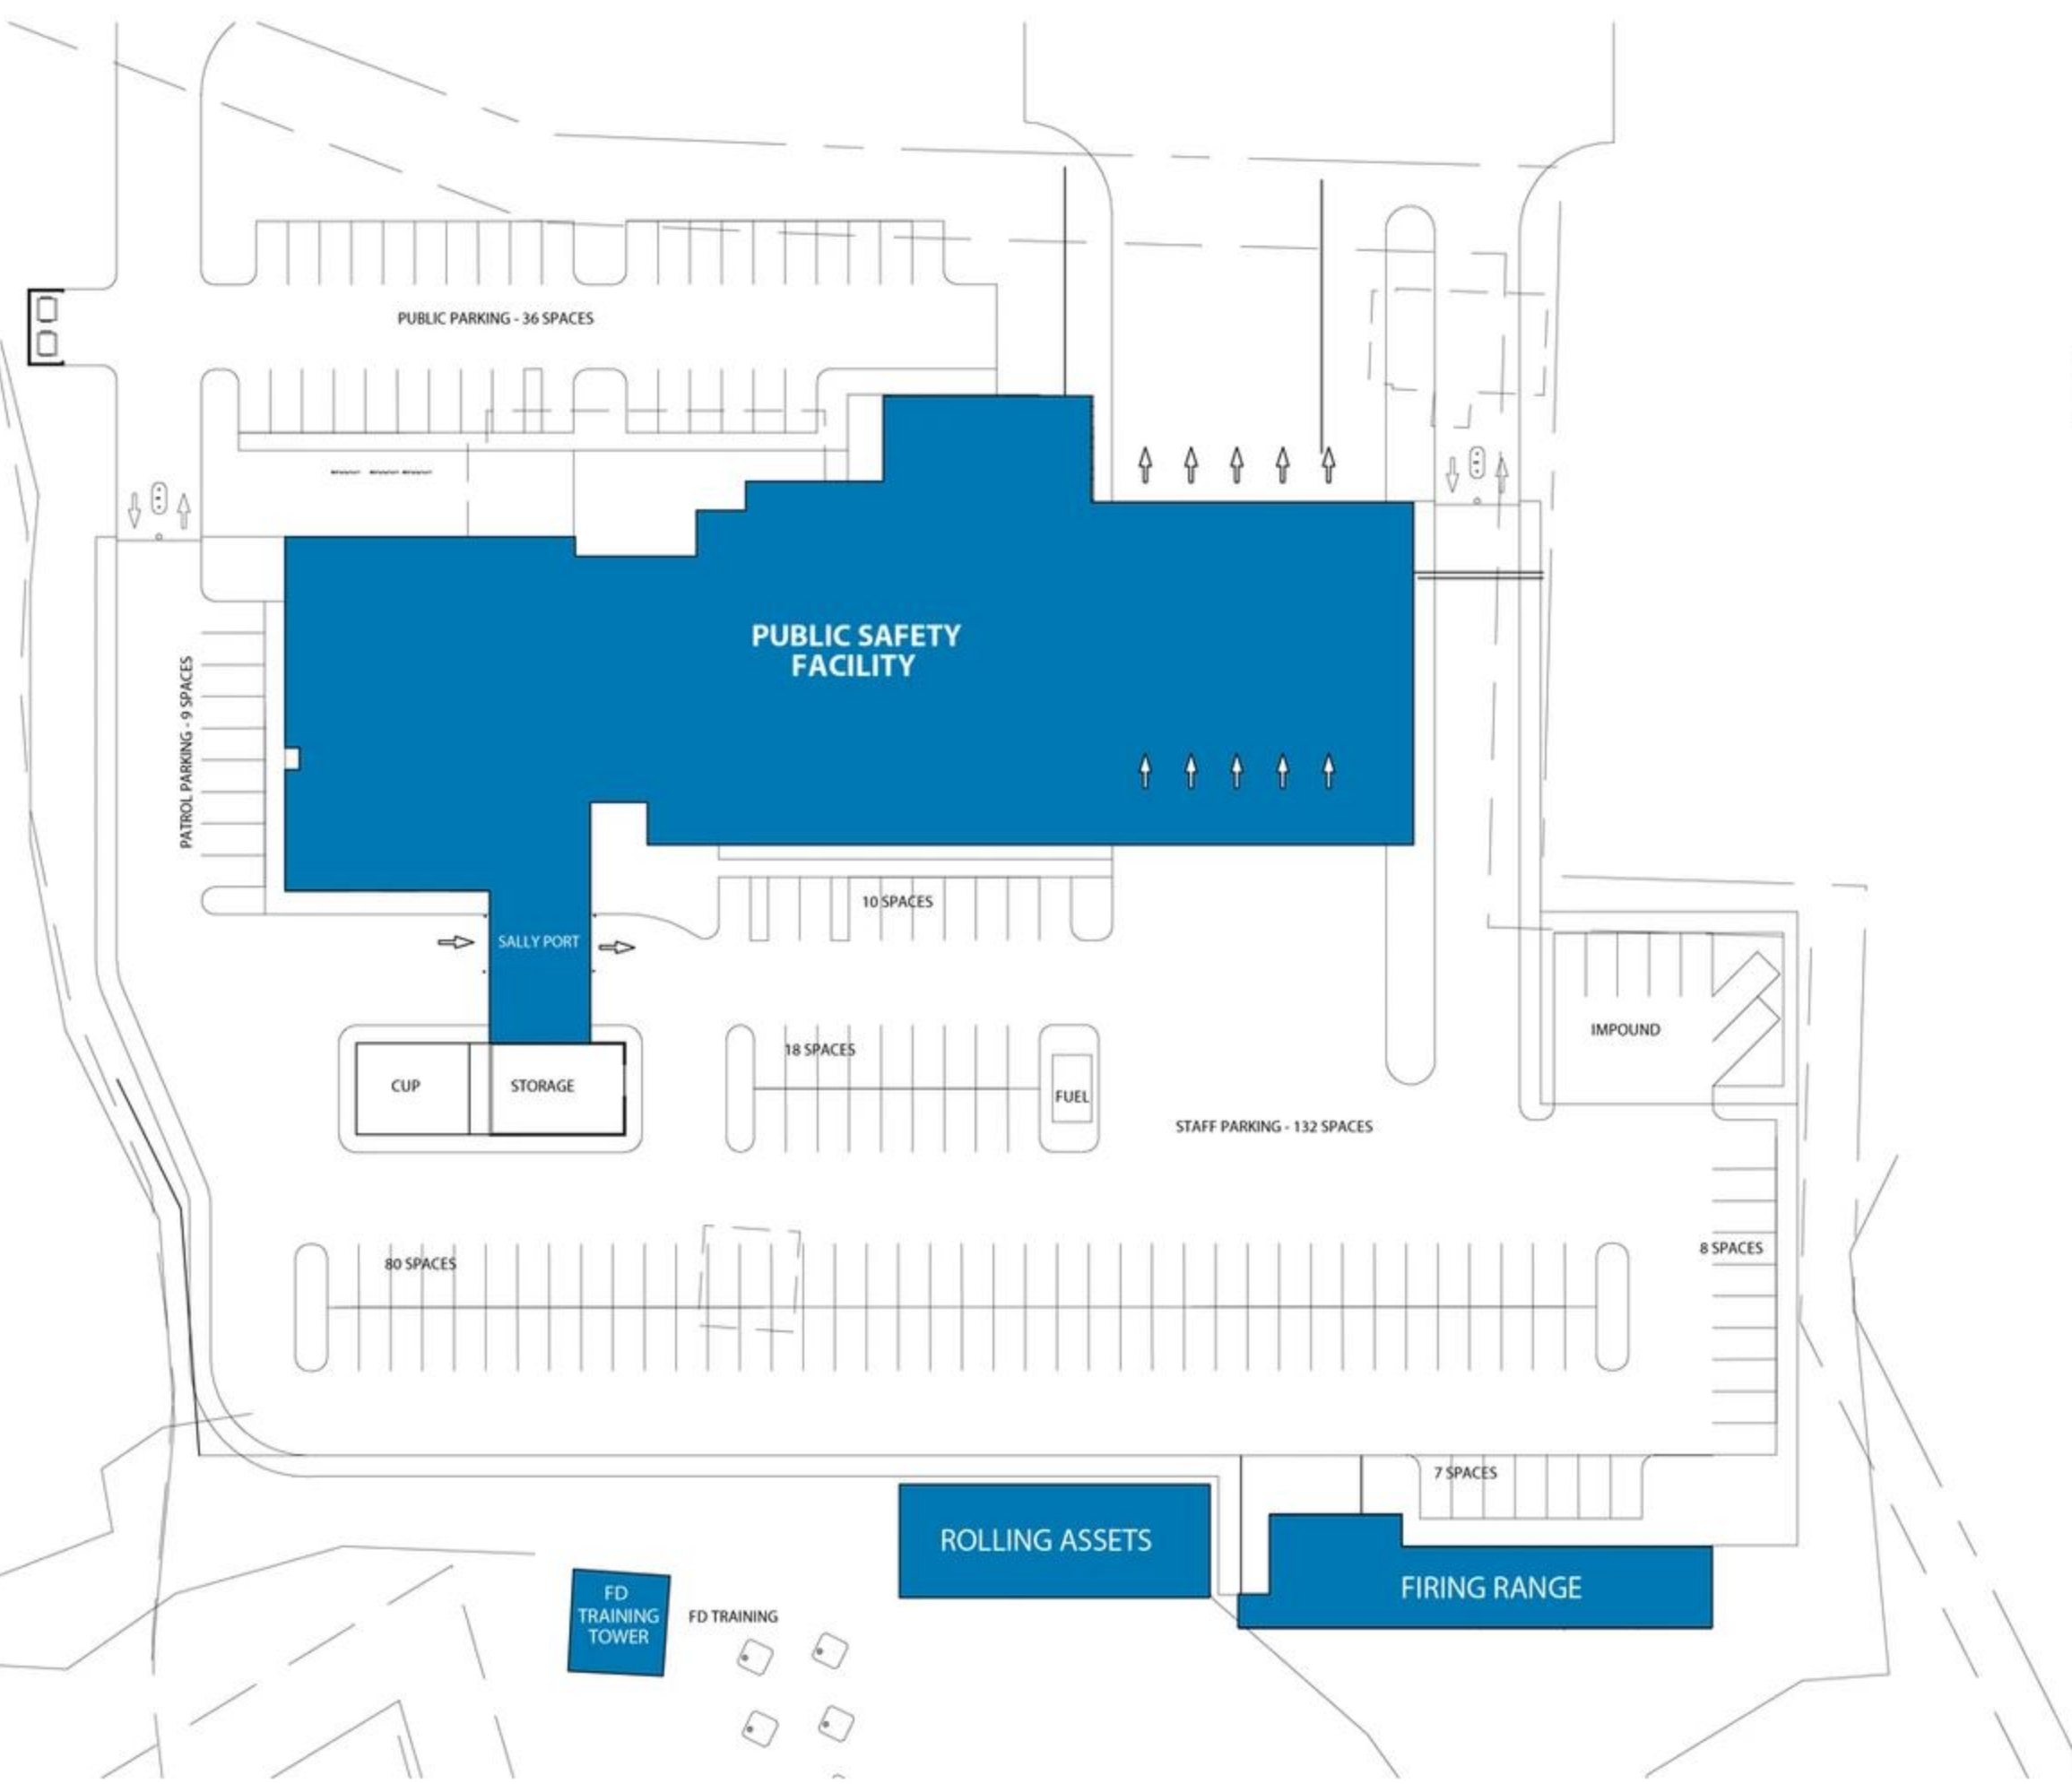 PUBLIC PARKING - 36 SPACES
PUBLIC SAFETY
FACILITY
PATROL PARKING - 9 SPACES
10 SPACES
SALLY PORT
IMPOUND
18 SPACES
CUP
STORAGE
FUEL
STAFF PARKING - 132 SPACES
8 SPACES
80 SPACES
7 SPACES
ROLLING ASSETS
FIRING RANGE
FD
TRAINING
TOWER
FD TRAINING